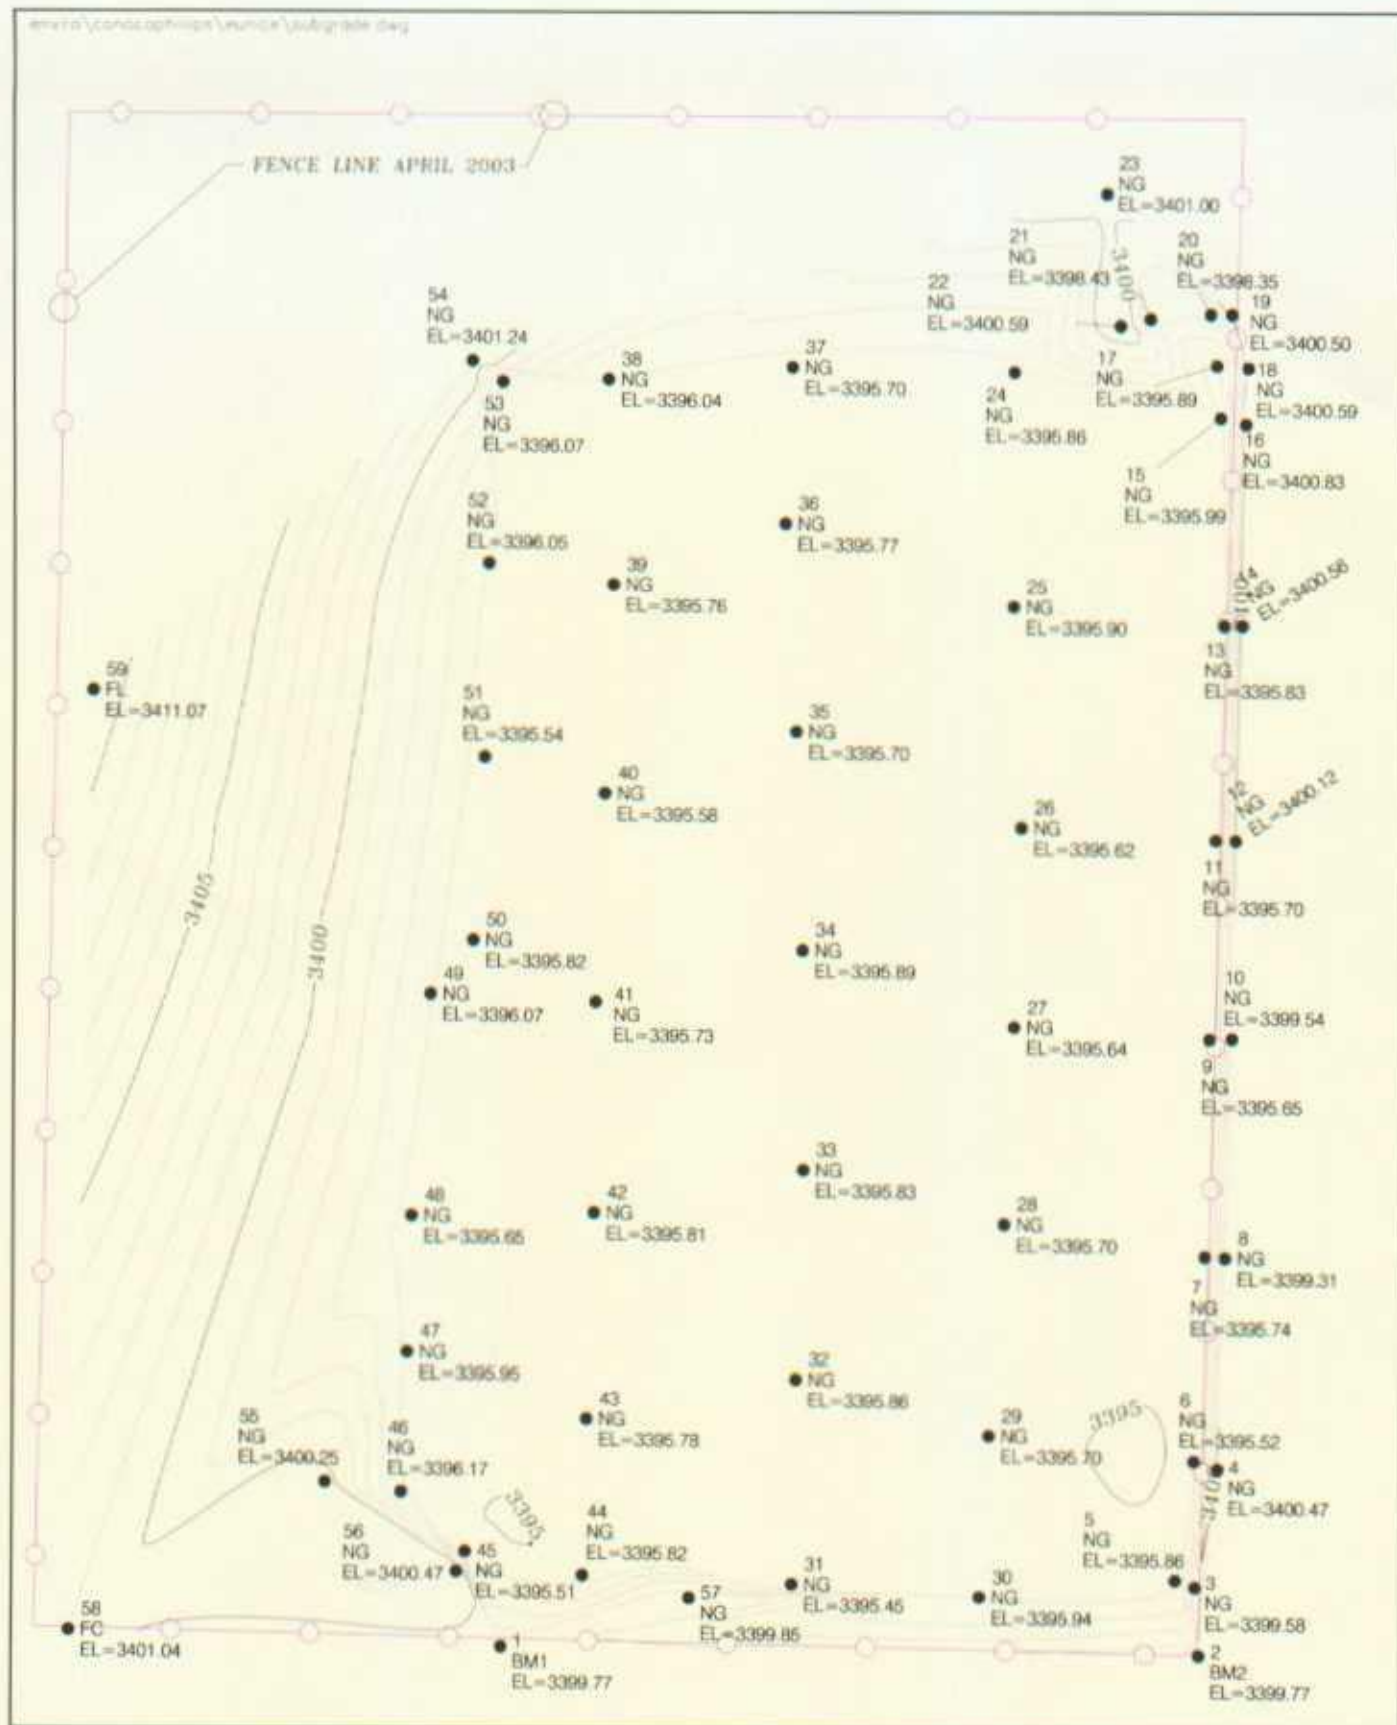 enviro\conocophillips\eunice\subgrade.dwg
FENCE LINE APRIL 2003
23
NG
EL=3401.00
21
NG
EL=3398.43
3400
20
NG
EL=3398.35
22
NG
EL=3400.59
19
NG
EL=3400.50
54
NG
EL=3401.24
38
NG
EL=3396.04
37
NG
EL=3395.70
24
NG
EL=3395.86
17
NG
EL=3395.89
18
NG
EL=3400.59
53
NG
EL=3396.07
16
NG
EL=3400.83
15
NG
EL=3395.99
52
NG
EL=3396.05
36
NG
EL=3395.77
39
NG
EL=3395.76
25
NG
EL=3395.90
14
NG
EL=3400.56
13
NG
EL=3395.83
59
FL
EL=3411.07
51
NG
EL=3395.54
35
NG
EL=3395.70
40
NG
EL=3395.58
26
NG
EL=3395.62
12
NG
EL=3400.12
11
NG
EL=3395.70
3405
3400
50
NG
EL=3395.82
34
NG
EL=3395.89
49
NG
EL=3396.07
41
NG
EL=3395.73
10
NG
EL=3399.54
27
NG
EL=3395.64
9
NG
EL=3395.65
33
NG
EL=3395.83
48
NG
EL=3395.65
42
NG
EL=3395.81
28
NG
EL=3395.70
8
NG
EL=3399.31
7
NG
EL=3395.74
47
NG
EL=3395.95
32
NG
EL=3395.86
43
NG
EL=3395.78
29
NG
EL=3395.70
3395
6
NG
EL=3395.52
55
NG
EL=3400.25
46
NG
EL=3396.17
4
NG
EL=3400.47
3395
44
NG
EL=3395.82
5
NG
EL=3395.86
56
NG
EL=3400.47
45
NG
EL=3395.51
31
NG
EL=3395.45
30
NG
EL=3395.94
3
NG
EL=3399.58
57
NG
EL=3399.85
58
FC
EL=3401.04
1
BM1
EL=3399.77
2
BM2
EL=3399.77